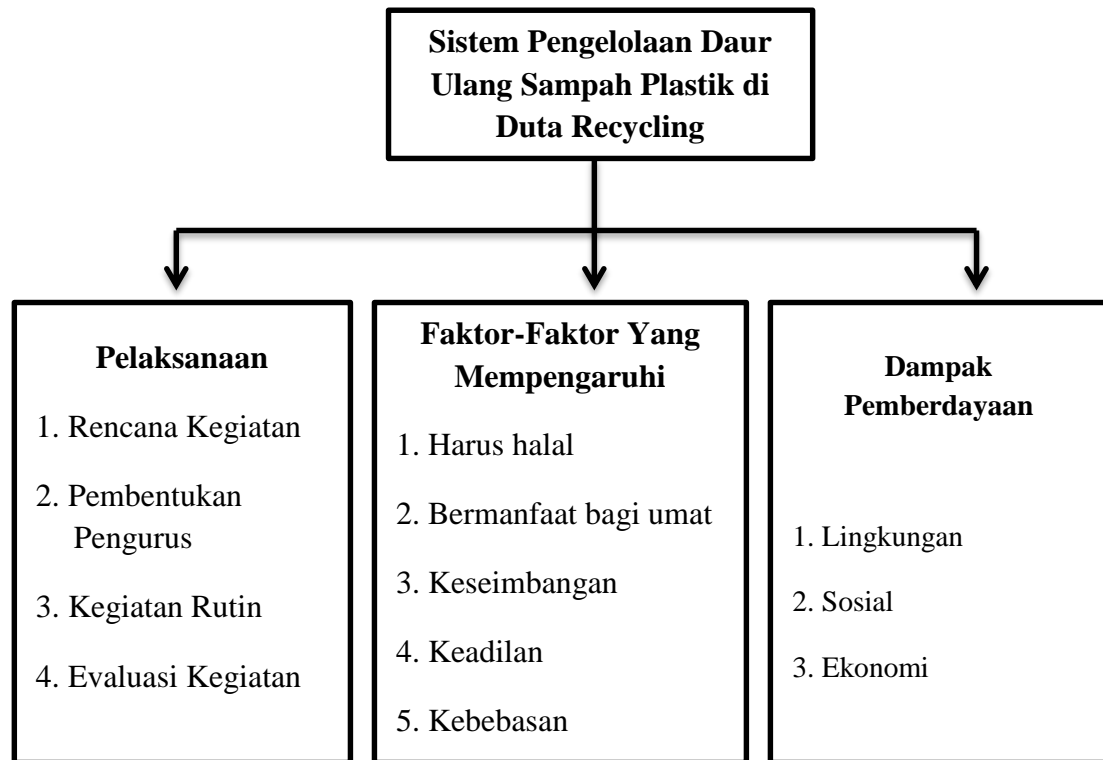 Sistem Pengelolaan Daur
Ulang Sampah Plastik di
Duta Recycling
Pelaksanaan
1. Rencana Kegiatan
2. Pembentukan
Pengurus
3. Kegiatan Rutin
4. Evaluasi Kegiatan
Faktor-Faktor Yang
Mempengaruhi
1. Harus halal
2. Bermanfaat bagi umat
3. Keseimbangan
4. Keadilan
5. Kebebasan
Dampak
Pemberdayaan
1. Lingkungan
2. Sosial
3. Ekonomi